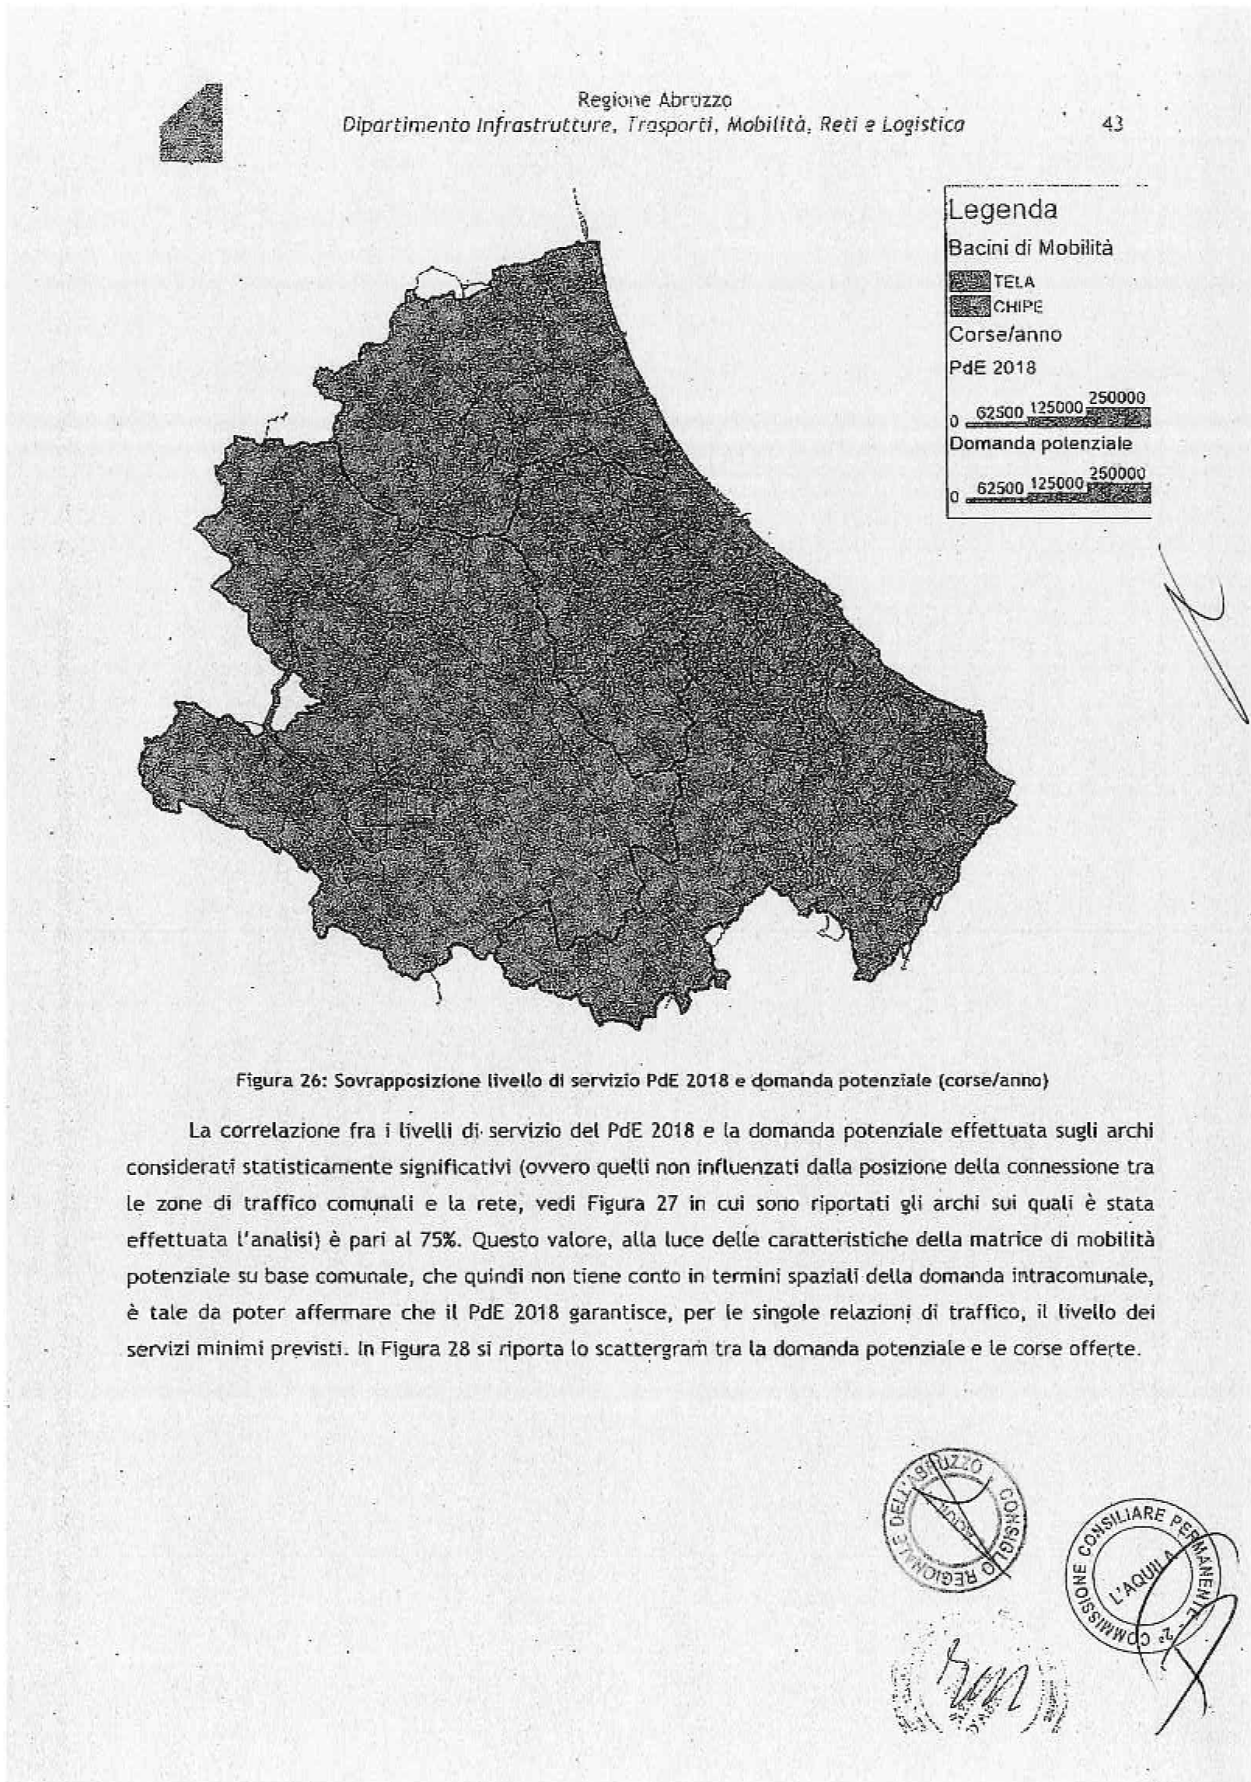 Regione Abruzzo
Dipartimento Infrastrutture, Trasporti, Mobilità, Reti e Logistica
43
Legenda
Bacini di Mobilità
TELA
CHIPE
Corse/anno
PdE 2018
0 62500 125000 250000
Domanda potenziale
0 62500 125000 250000
Figura 26: Sovrapposizione livello di servizio PdE 2018 e domanda potenziale (corse/anno)
La correlazione fra i livelli di servizio del PdE 2018 e la domanda potenziale effettuata sugli archi
considerati statisticamente significativi (ovvero quelli non influenzati dalla posizione della connessione tra
le zone di traffico comunali e la rete, vedi Figura 27 in cui sono riportati gli archi sui quali è stata
effettuata l'analisi) è pari al 75%. Questo valore, alla luce delle caratteristiche della matrice di mobilità
potenziale su base comunale, che quindi non tiene conto in termini spaziali della domanda intracomunale,
è tale da poter affermare che il PdE 2018 garantisce, per le singole relazioni di traffico, il livello dei
servizi minimi previsti. In Figura 28 si riporta lo scattergram tra la domanda potenziale e le corse offerte.
CONSIGLIO REGIONALE DELL'ABRUZZO
COMMISSIONE CONSILIARE PERMANENTE - 2ª
L'AQUILA